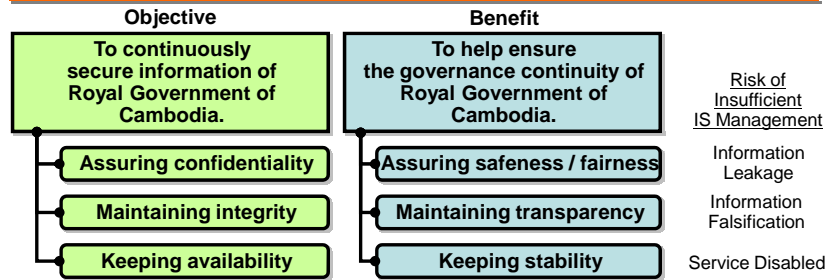 Objective
To continuously
secure information of
Royal Government of
Cambodia.
Assuring confidentiality
Maintaining integrity
Keeping availability
Benefit
To help ensure
the governance continuity of
Royal Government of
Cambodia.
Assuring safeness / fairness
Maintaining transparency
Keeping stability
Risk of
Insufficient
IS Management
Information
Leakage
Information
Falsification
Service Disabled